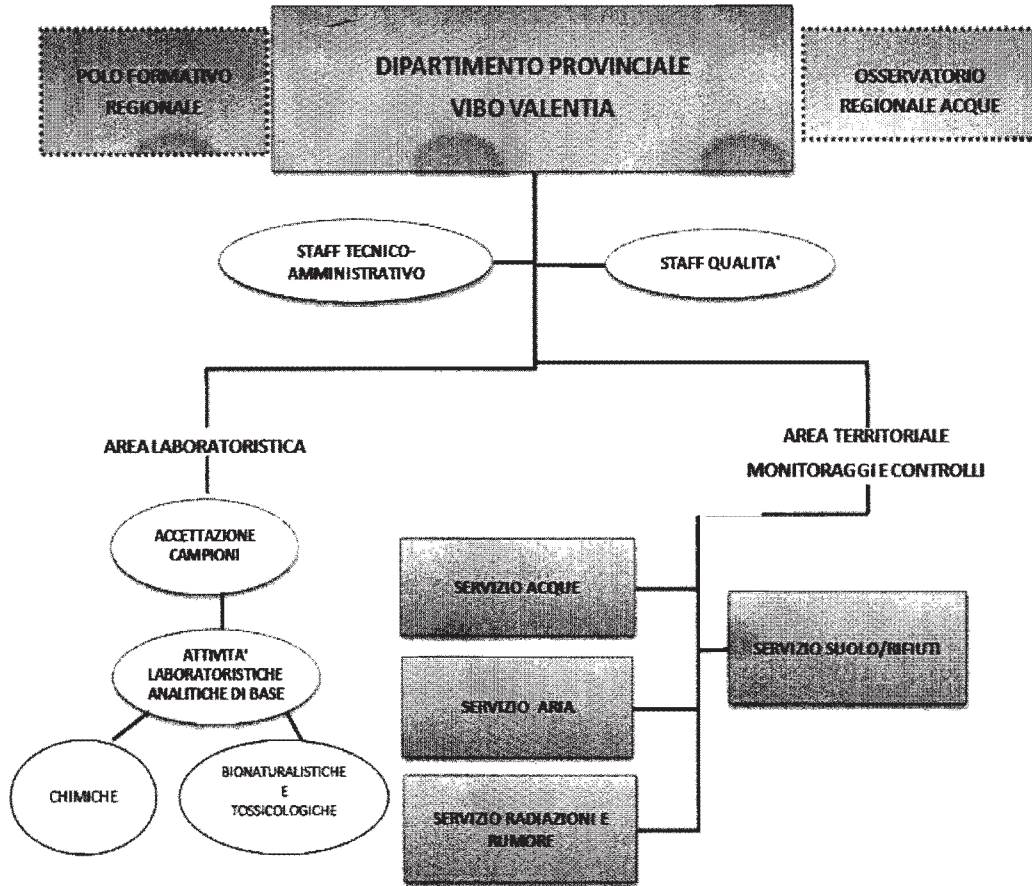 POLO FORMATIVO
REGIONALE
DIPARTIMENTO PROVINCIALE
VIBO VALENTIA
OSSERVATORIO
REGIONALE ACQUE
STAFF TECNICO-
AMMINISTRATIVO
STAFF QUALITA'
AREA LABORATORISTICA
AREA TERRITORIALE
MONITORAGGI E CONTROLLI
ACCETTAZIONE
CAMPIONI
ATTIVITA'
LABORATORISTICHE
ANALITICHE DI BASE
CHIMICHE
BIONATURALISTICHE
E
TOSSICOLOGICHE
SERVIZIO ACQUE
SERVIZIO SUOLO/RIFIUTI
SERVIZIO ARIA
SERVIZIO RADIAZIONI E
RUMORE